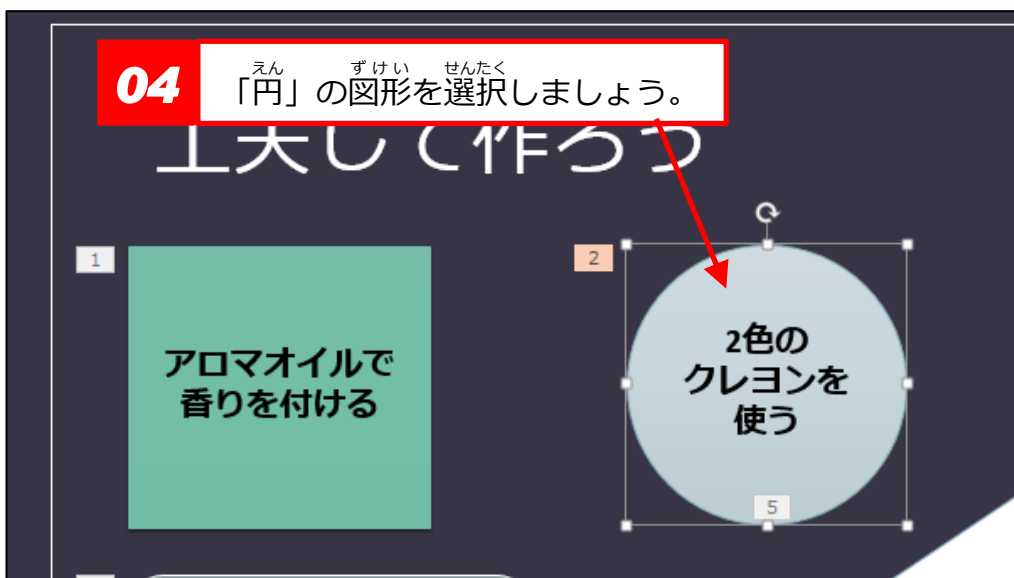 04
「円」の図形を選択しましょう。
えん ずけい せんたく
工夫して作ろう
1
アロマオイルで
香りを付ける
2
2色の
クレヨンを
使う
5